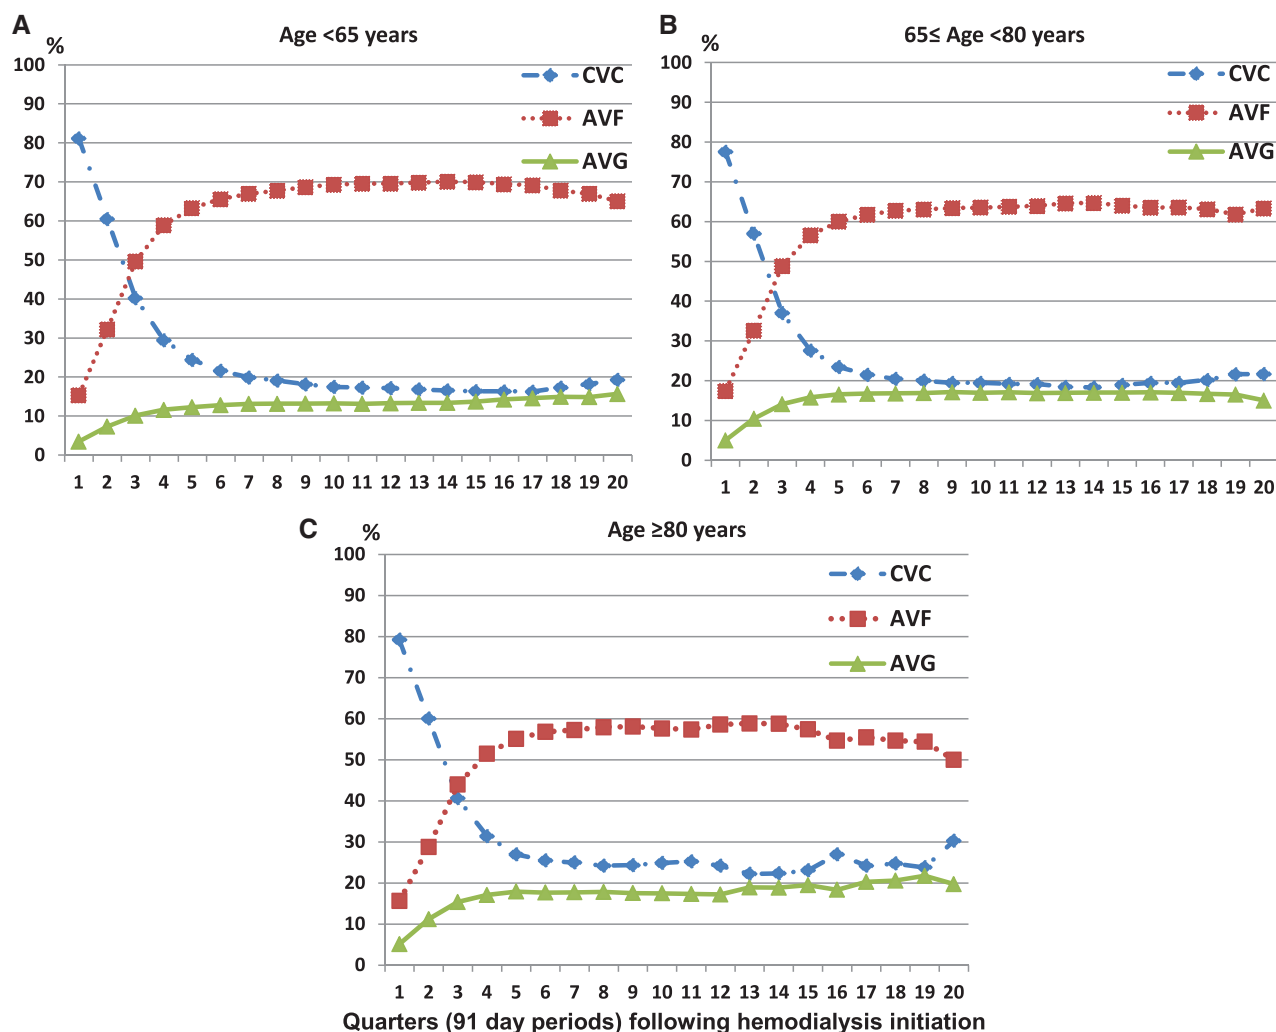 A
Age <65 years
%
100
90
80
70
60
50
40
30
20
10
0
CVC
AVF
AVG
1 2 3 4 5 6 7 8 9 10 11 12 13 14 15 16 17 18 19 20
B
65≤ Age <80 years
%
100
90
80
70
60
50
40
30
20
10
0
CVC
AVF
AVG
1 2 3 4 5 6 7 8 9 10 11 12 13 14 15 16 17 18 19 20
C
Age ≥80 years
%
100
90
80
70
60
50
40
30
20
10
0
CVC
AVF
AVG
1 2 3 4 5 6 7 8 9 10 11 12 13 14 15 16 17 18 19 20
Quarters (91 day periods) following hemodialysis initiation